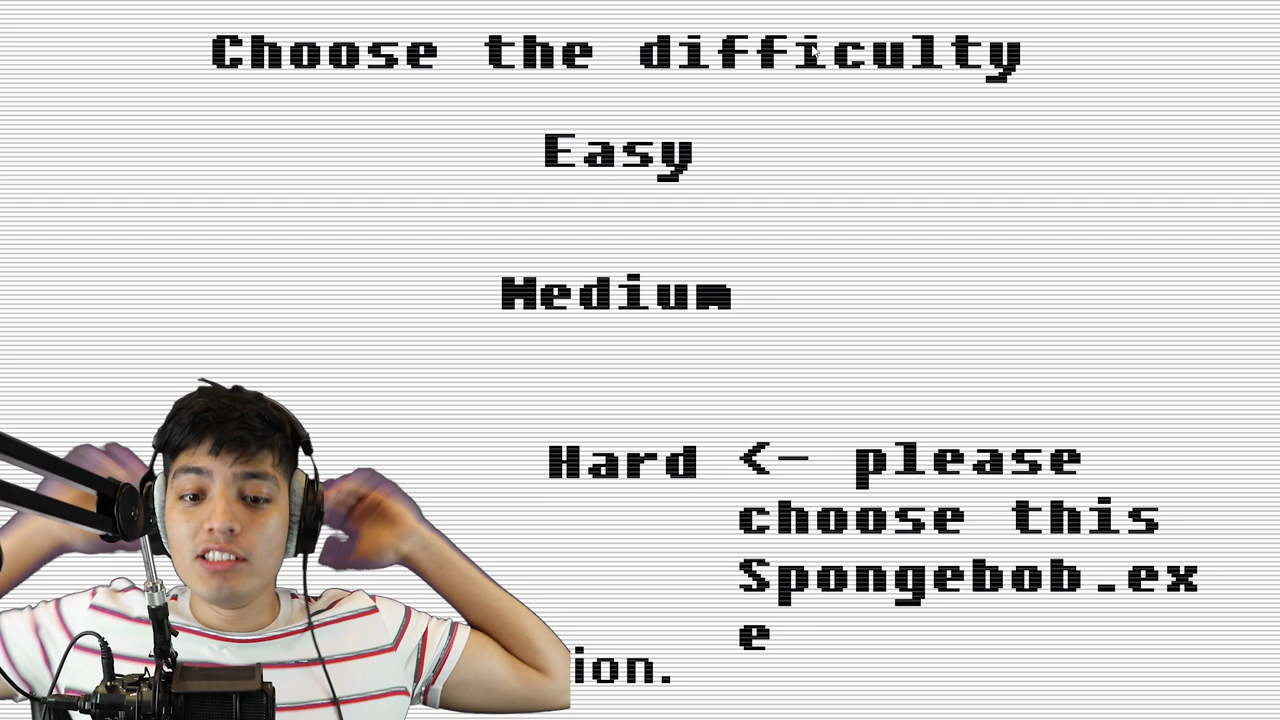 Choose the difficulty
Easy
Medium
Hard <- please
choose this
Spongebob.ex
e
ion.